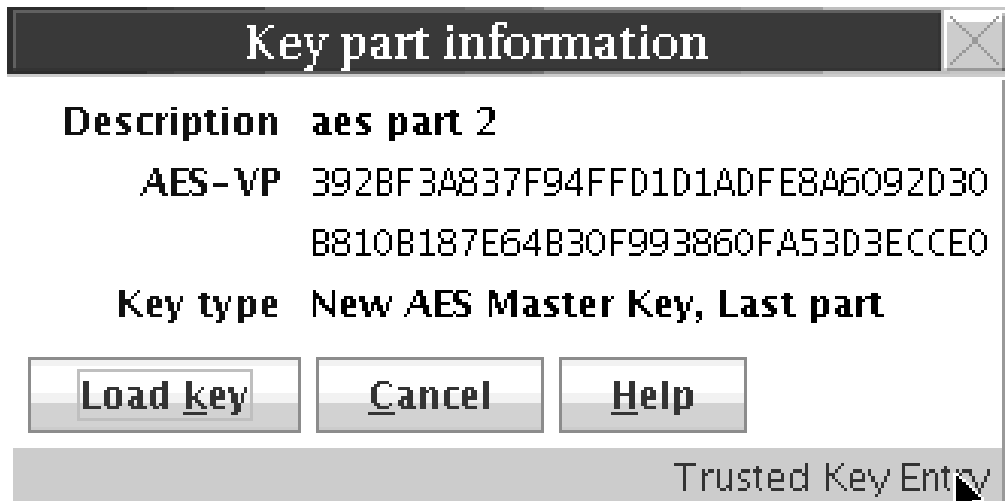 Key part information
Description aes part 2
AES-VP 392BF3A837F94FFD1D1ADFE8A6092D30
B810B187E64B30F993860FA53D3ECCE0
Key type New AES Master Key, Last part
Load key Cancel Help
Trusted Key Entry